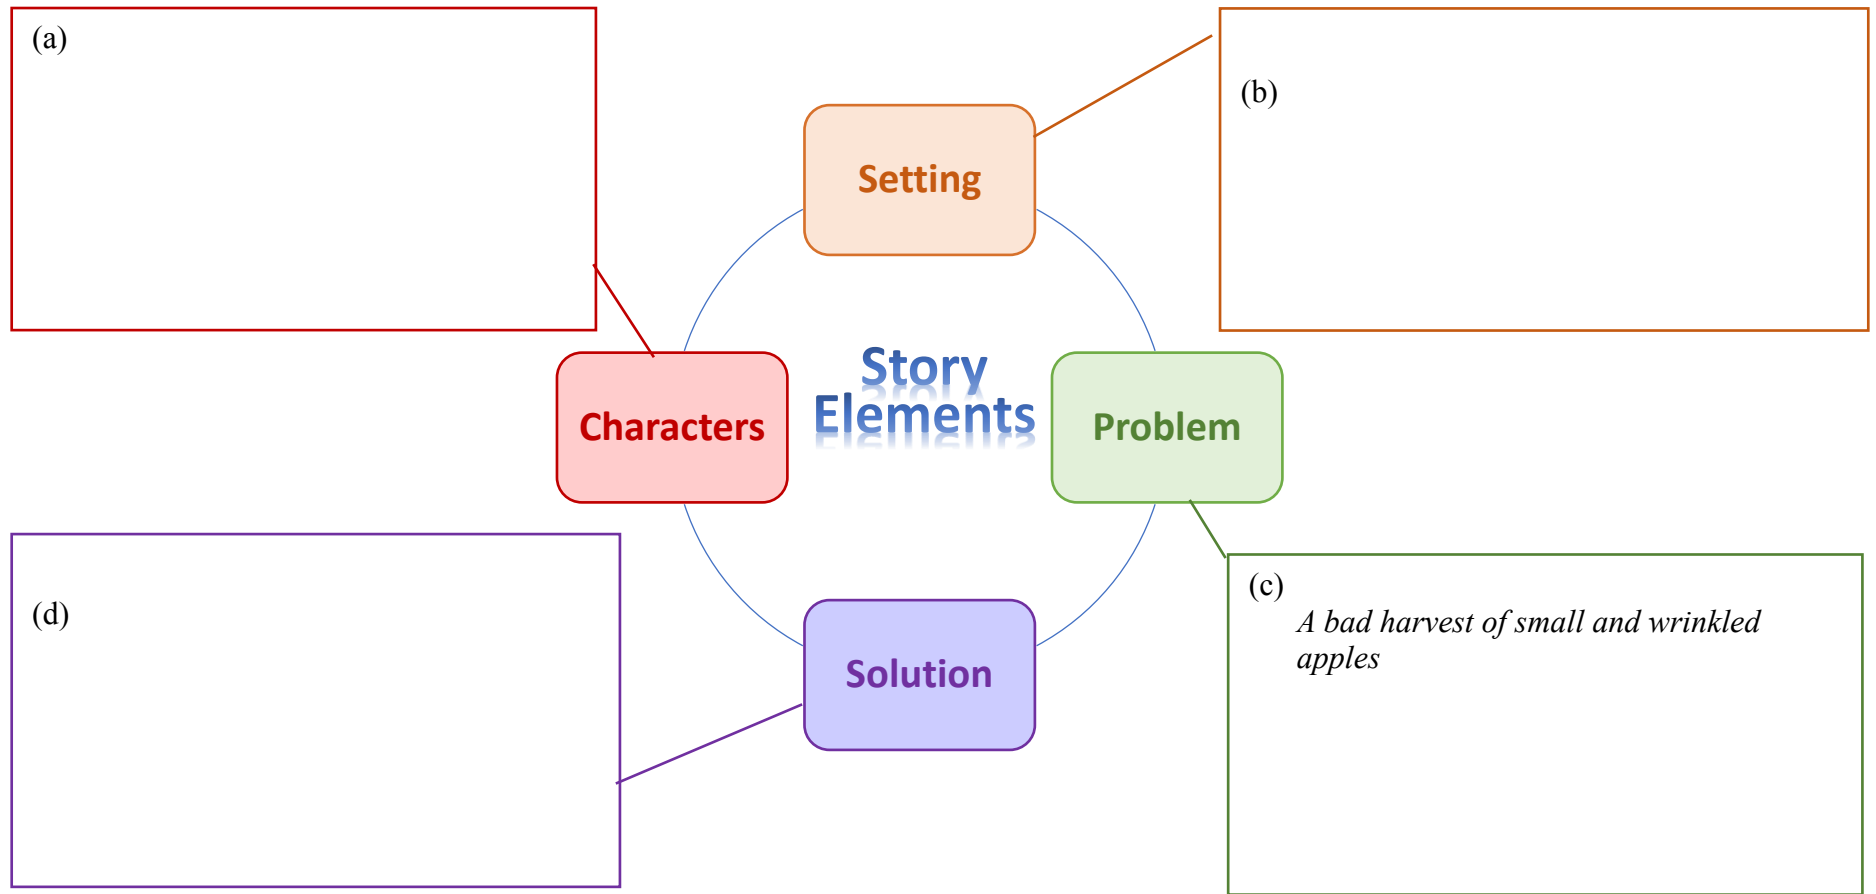 (a)
(b)
Setting
Story
Elements
Characters
Problem
(d)
Solution
(c)
A bad harvest of small and wrinkled
apples